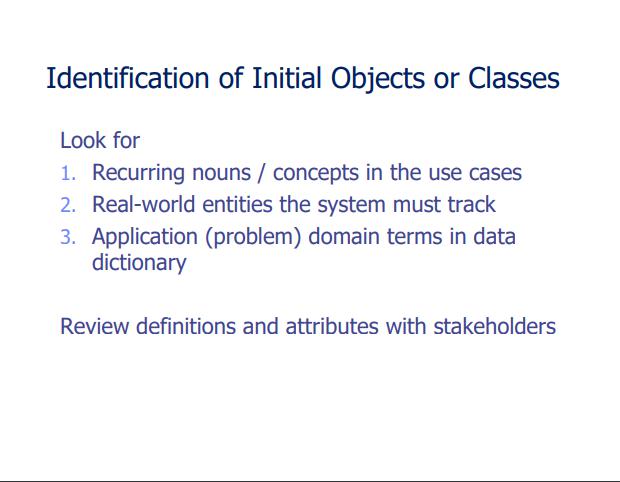 Identification of Initial Objects or Classes
Look for
1. Recurring nouns / concepts in the use cases
2. Real-world entities the system must track
3. Application (problem) domain terms in data
dictionary
Review definitions and attributes with stakeholders